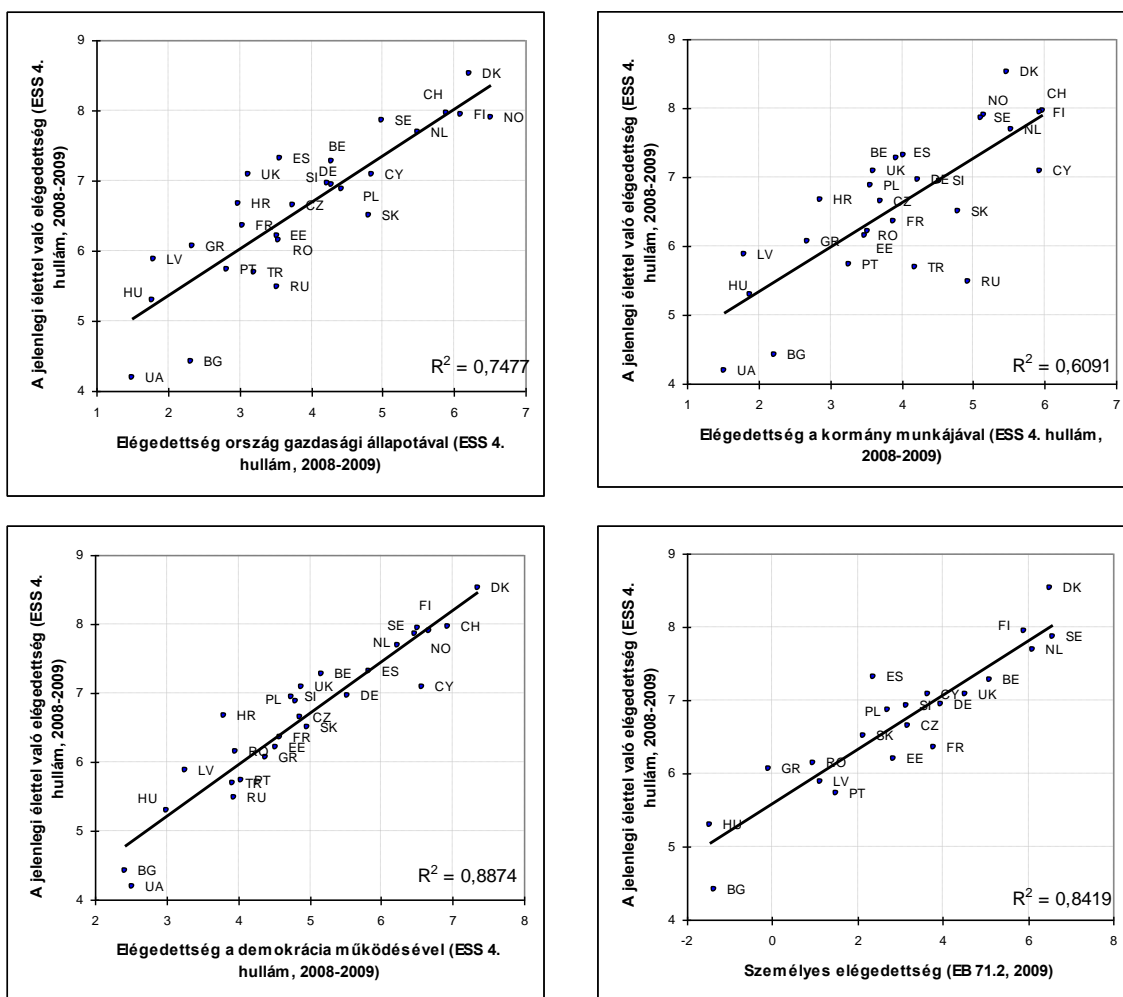 A jelenlegi élettel való elégedettség (ESS 4.
hullám, 2008-2009)
9
8
7
6
5
4
DK
CH
SE
FI
NO
NL
BE
ES
DE
UK
SI
CY
PL
HR
CZ
SK
FR
EE
GR
RO
LV
PT
TR
RU
HU
BG
UA
R² = 0,7477
1 2 3 4 5 6 7
Elégedettség ország gazdasági állapotával (ESS 4.
hullám, 2008-2009)
A jelenlegi élettel való elégedettség (ESS 4.
hullám, 2008-2009)
9
8
7
6
5
4
DK
NO
CH
SE
FI
NL
BE
ES
UK
CY
PL
DE
SI
HR
CZ
SK
FR
GR
RO
EE
LV
PT
TR
RU
HU
BG
UA
R² = 0,6091
1 2 3 4 5 6 7
Elégedettség a kormány munkájával (ESS 4. hullám,
2008-2009)
A jelenlegi élettel való elégedettség (ESS 4.
hullám, 2008-2009)
9
8
7
6
5
4
DK
FI
SE
CH
NL
NO
BE
ES
UK
CY
PL
SI
DE
HR
CZ
SK
FR
RO
EE
GR
LV
PT
TR
RU
HU
BG
UA
R² = 0,8874
2 3 4 5 6 7 8
Elégedettség a demokrácia működésével (ESS 4.
hullám, 2008-2009)
A jelenlegi élettel való elégedettség (ESS 4.
hullám, 2008-2009)
9
8
7
6
5
4
DK
FI
SE
NL
ES
BE
CY
UK
PL
SI
DE
CZ
SK
FR
GR
RO
EE
LV
PT
HU
BG
R² = 0,8419
-2 0 2 4 6 8
Személyes elégedettség (EB 71.2, 2009)